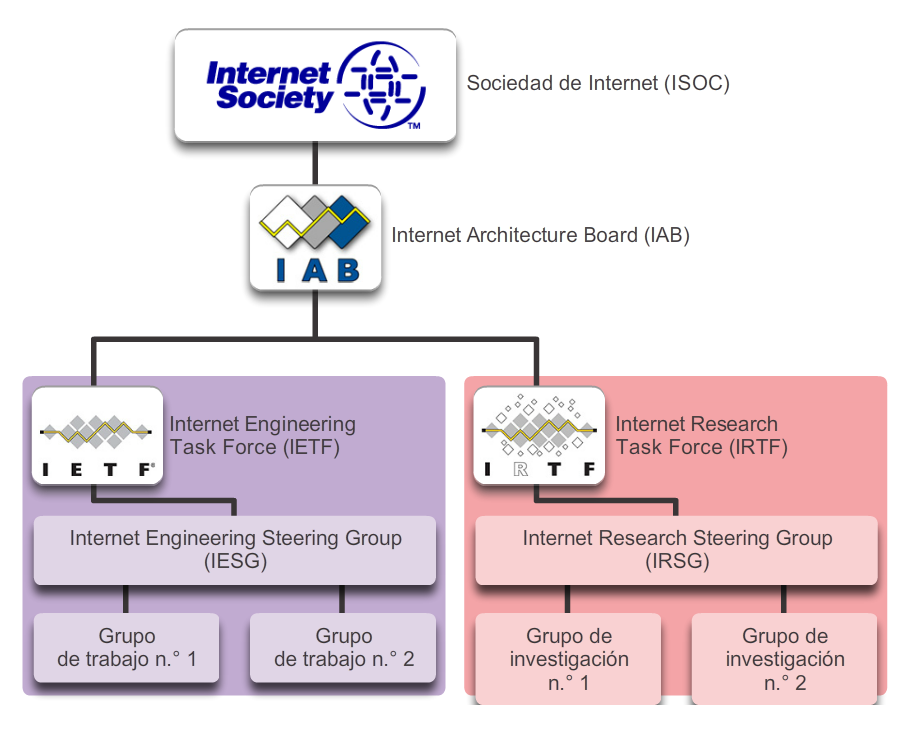 Internet
Society
TM
Sociedad de Internet (ISOC)
I A B
Internet Architecture Board (IAB)
I E T F®
Internet Engineering
Task Force (IETF)
I R T F
Internet Research
Task Force (IRTF)
Internet Engineering Steering Group
(IESG)
Internet Research Steering Group
(IRSG)
Grupo
de trabajo n.° 1
Grupo
de trabajo n.° 2
Grupo de
investigación
n.° 1
Grupo de
investigación
n.° 2